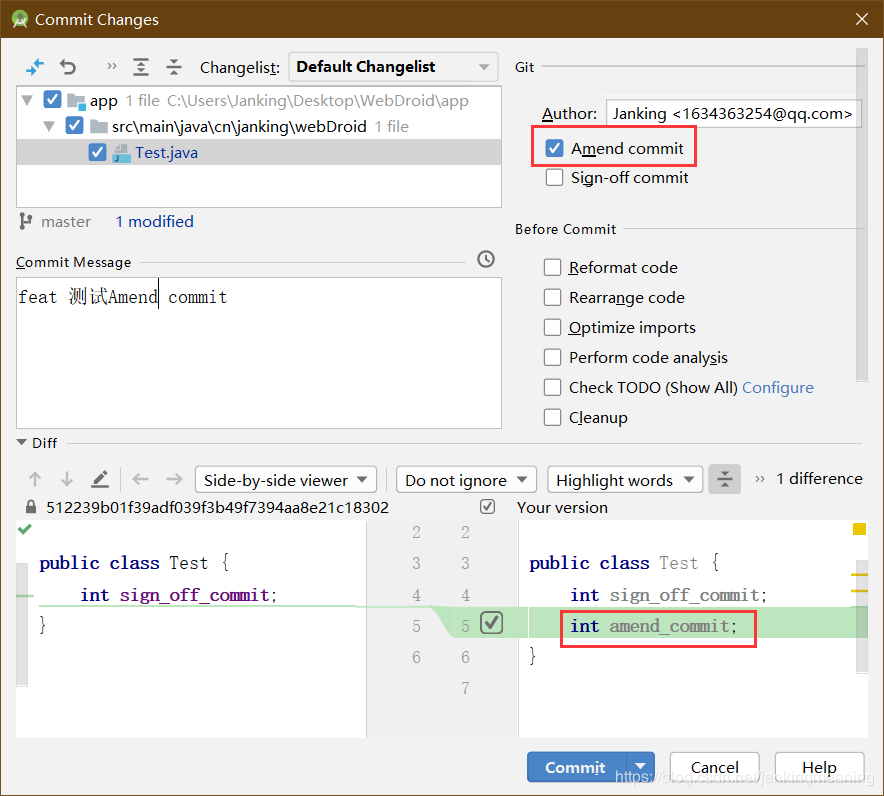 Commit Changes
Changelist: Default Changelist
app 1 file C:\Users\Janking\Desktop\WebDroid\app
src\main\java\cn\janking\webDroid 1 file
Test.java
master 1 modified
Git
Author: Janking <1634363254@qq.com>
Amend commit
Sign-off commit
Before Commit
Reformat code
Rearrange code
Optimize imports
Perform code analysis
Check TODO (Show All) Configure
Cleanup
Commit Message
feat 测试Amend commit
Diff
Side-by-side viewer Do not ignore Highlight words 1 difference
512239b01f39adf039f3b49f7394aa8e21c18302 Your version
2 2
public class Test { 3 3 public class Test {
int sign_off_commit; 4 4 int sign_off_commit;
} 5 5 int amend_commit;
6 6 }
7
Commit Cancel Help
https://blog.csdn.net/jankingmeaning